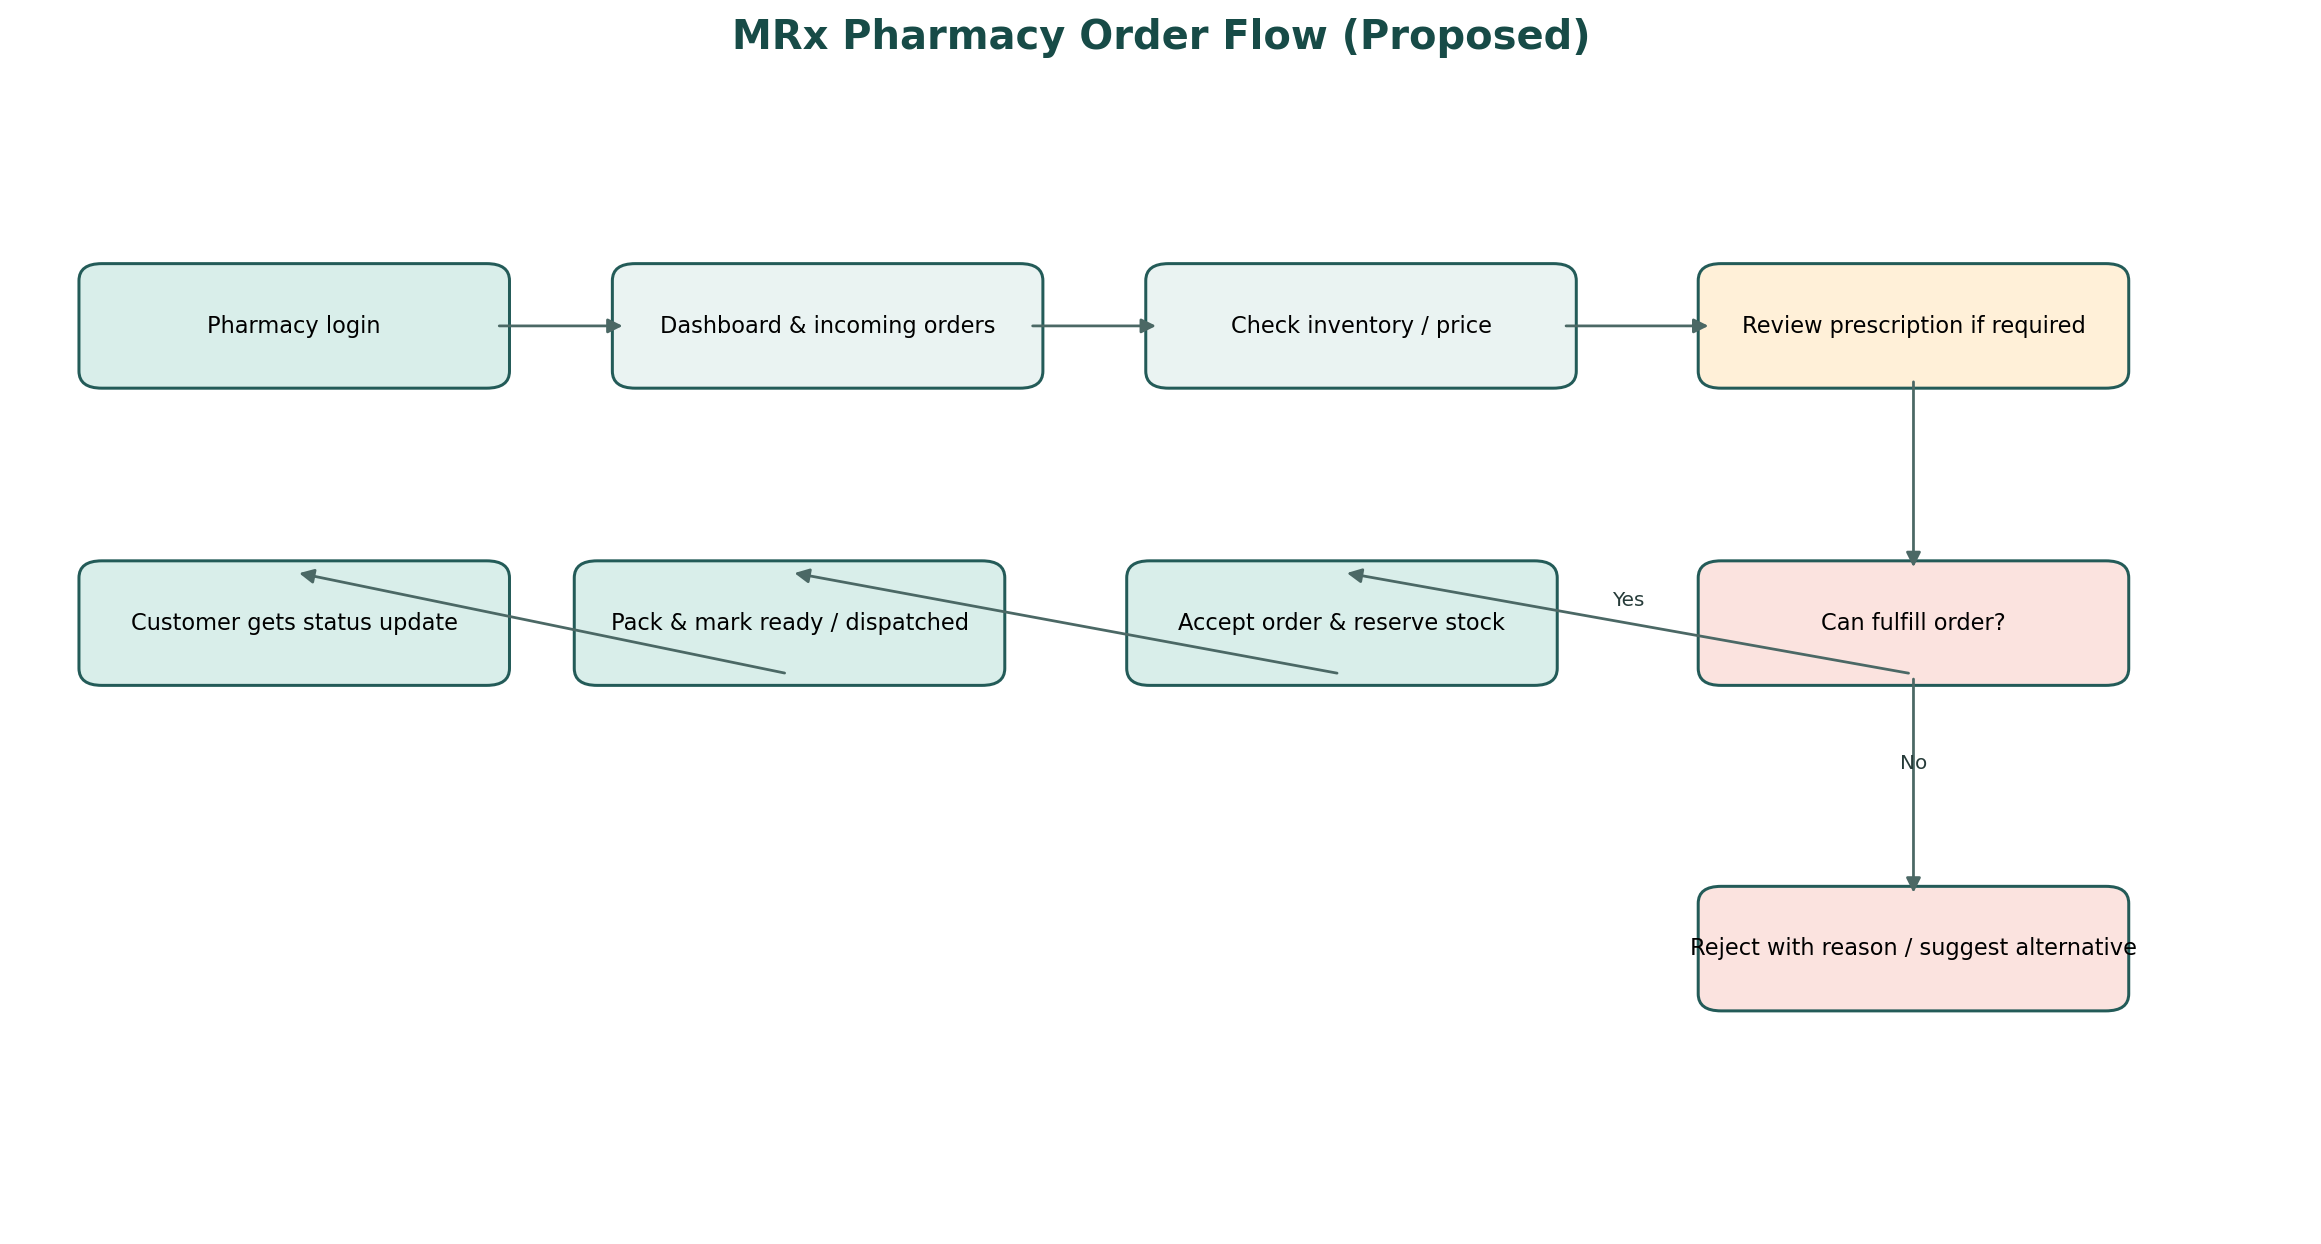 MRx Pharmacy Order Flow (Proposed)
Pharmacy login
Dashboard & incoming orders
Check inventory / price
Review prescription if required
Customer gets status update
Pack & mark ready / dispatched
Accept order & reserve stock
Yes
Can fulfill order?
No
Reject with reason / suggest alternative